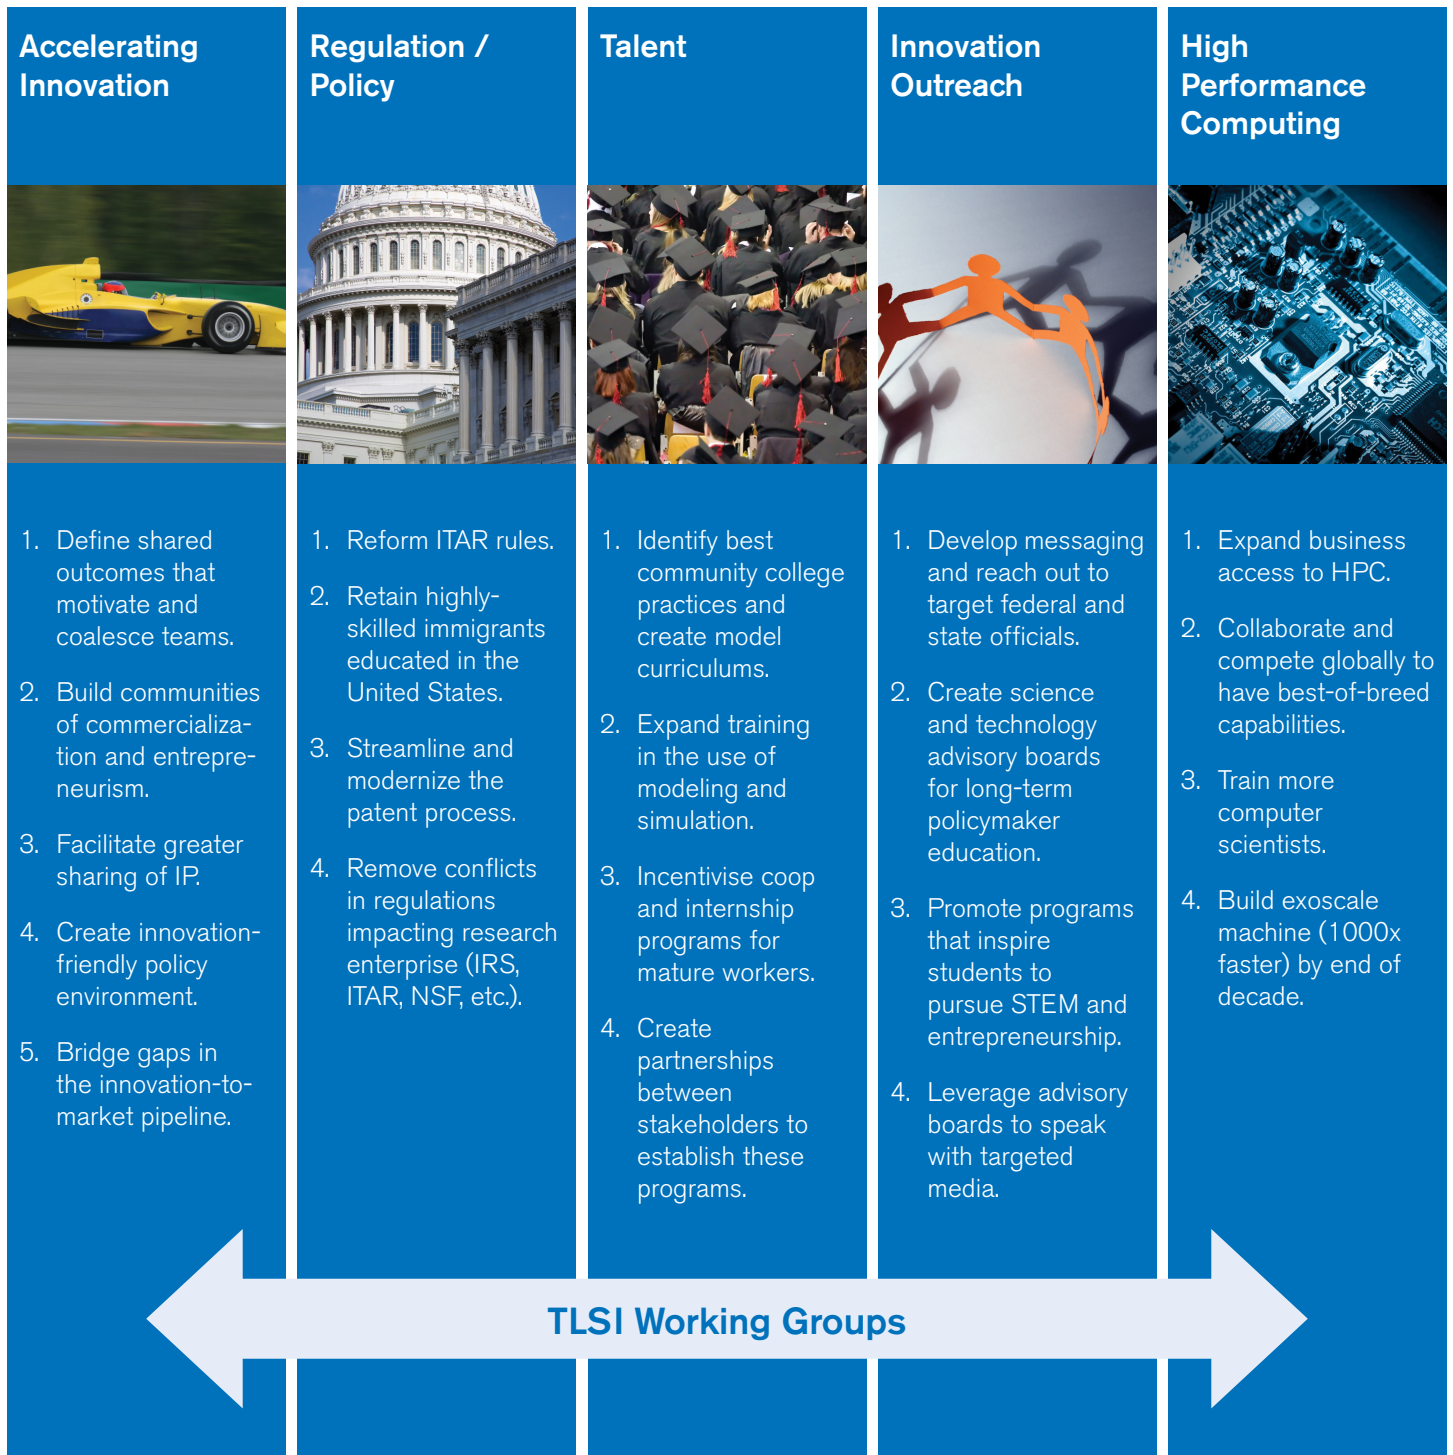 Accelerating
Innovation
Regulation /
Policy
Talent
Innovation
Outreach
High
Performance
Computing
1. Define shared
outcomes that
motivate and
coalesce teams.
2. Build communities
of commercializa-
tion and entrepre-
neurism.
3. Facilitate greater
sharing of IP.
4. Create innovation-
friendly policy
environment.
5. Bridge gaps in
the innovation-to-
market pipeline.
1. Reform ITAR rules.
2. Retain highly-
skilled immigrants
educated in the
United States.
3. Streamline and
modernize the
patent process.
4. Remove conflicts
in regulations
impacting research
enterprise (IRS,
ITAR, NSF, etc.).
1. Identify best
community college
practices and
create model
curriculums.
2. Expand training
in the use of
modeling and
simulation.
3. Incentivise coop
and internship
programs for
mature workers.
4. Create
partnerships
between
stakeholders to
establish these
programs.
1. Develop messaging
and reach out to
target federal and
state officials.
2. Create science
and technology
advisory boards
for long-term
policymaker
education.
3. Promote programs
that inspire
students to
pursue STEM and
entrepreneurship.
4. Leverage advisory
boards to speak
with targeted
media.
1. Expand business
access to HPC.
2. Collaborate and
compete globally to
have best-of-breed
capabilities.
3. Train more
computer
scientists.
4. Build exoscale
machine (1000x
faster) by end of
decade.
TLSI Working Groups